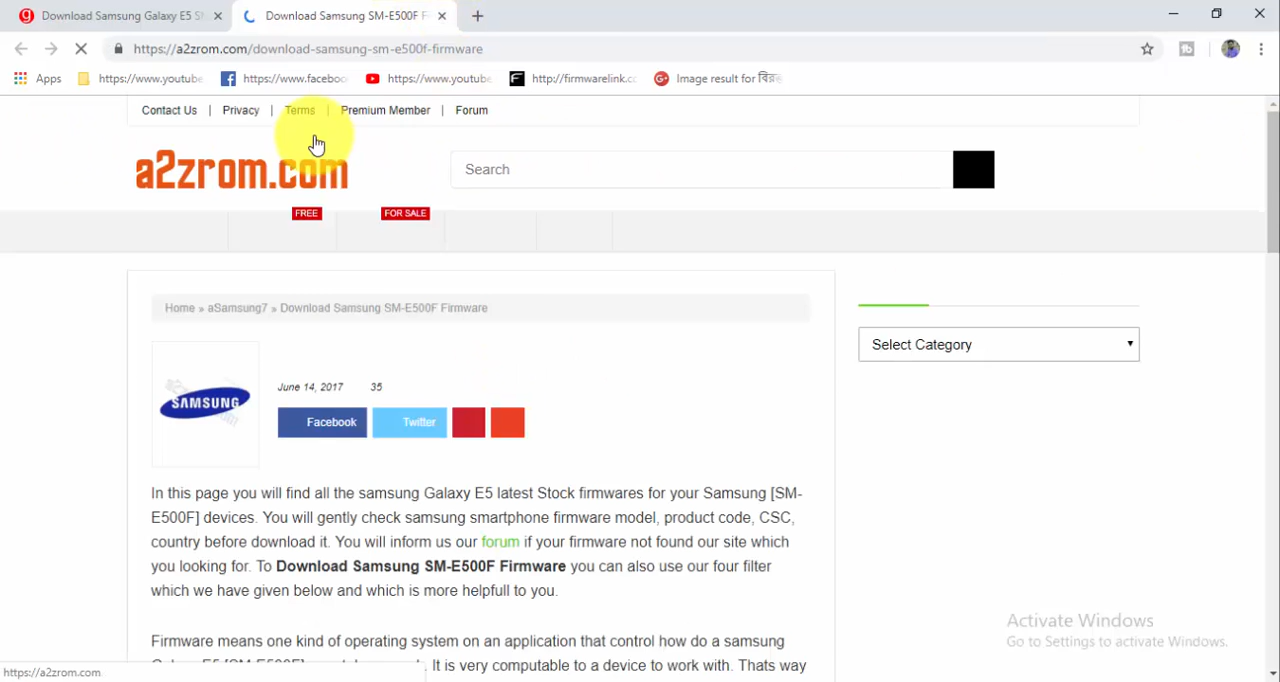 Download Samsung Galaxy E5 S
Download Samsung SM-E500F F
https://a2zrom.com/download-samsung-sm-e500f-firmware
Apps
https://www.youtube
https://www.faceboo
https://www.youtube
http://firmwarelink.cc
Image result for বির
Contact Us | Privacy | Terms | Premium Member | Forum
a2zrom.com
Search
FREE
FOR SALE
Home » aSamsung7 » Download Samsung SM-E500F Firmware
Select Category
SAMSUNG
June 14, 2017 35
Facebook
Twitter
In this page you will find all the samsung Galaxy E5 latest Stock firmwares for your Samsung [SM-
E500F] devices. You will gently check samsung smartphone firmware model, product code, CSC,
country before download it. You will inform us our forum if your firmware not found our site which
you looking for. To Download Samsung SM-E500F Firmware you can also use our four filter
which we have given below and which is more helpfull to you.
Firmware means one kind of operating system on an application that control how do a samsung
It is very computable to a device to work with. Thats way
Activate Windows
Go to Settings to activate Windows.
https://a2zrom.com